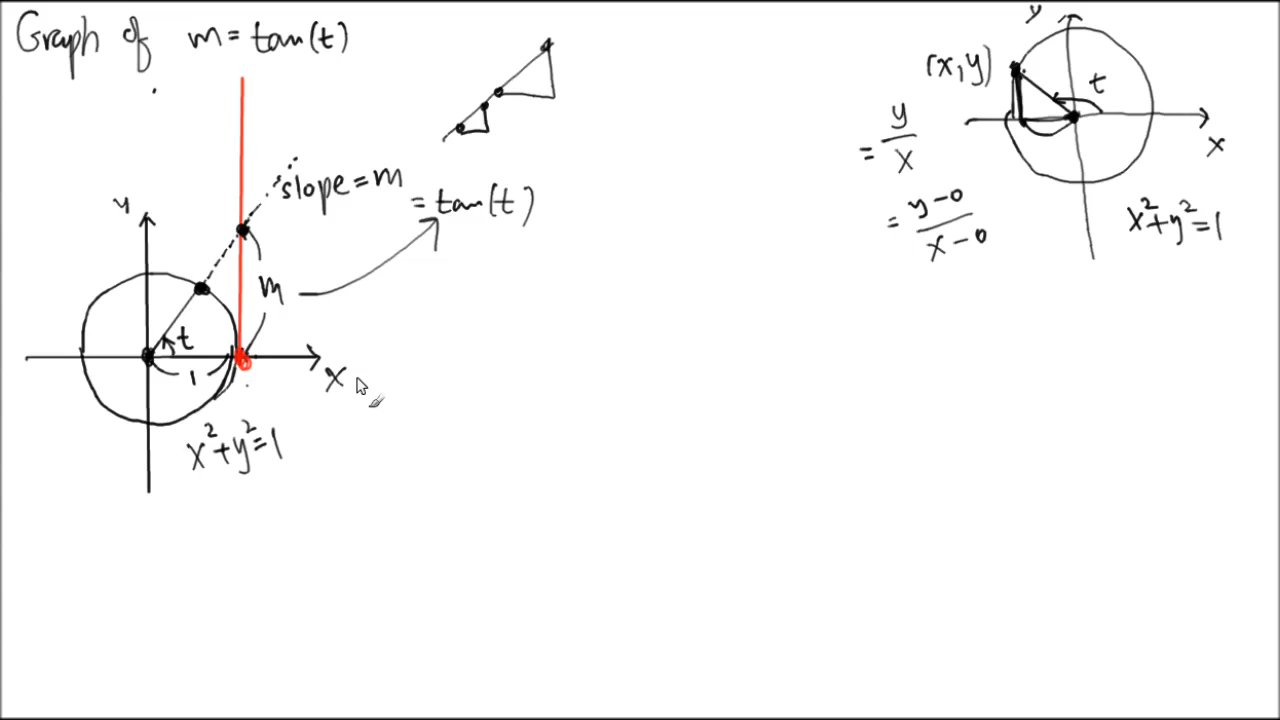 Graph of m = tan(t)
slope = m
= tan(t)
y
m
t
1
x
x²+y²=1
y
(x,y)
t
= y/x
x
= y-0/x-0
x²+y²=1